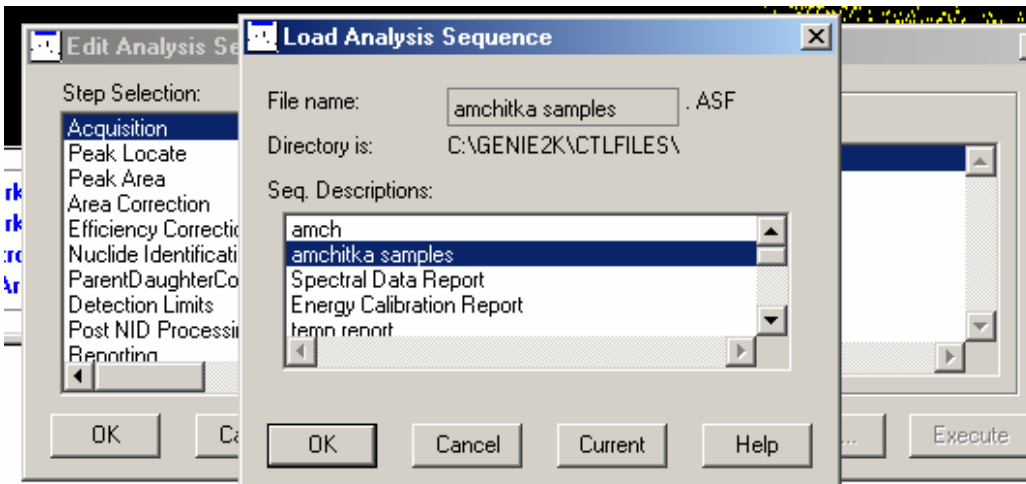 Edit Analysis Se
Step Selection:
Acquisition
Peak Locate
Peak Area
Area Correction
Efficiency Correctio
Nuclide Identificati
ParentDaughterCo
Detection Limits
Post NID Processi
Reporting
OK
Ca
Load Analysis Sequence
File name:
amchitka samples
. ASF
Directory is:
C:\GENIE2K\CTLFILES\
Seq. Descriptions:
amch
amchitka samples
Spectral Data Report
Energy Calibration Report
temp report
OK
Cancel
Current
Help
...
Execute